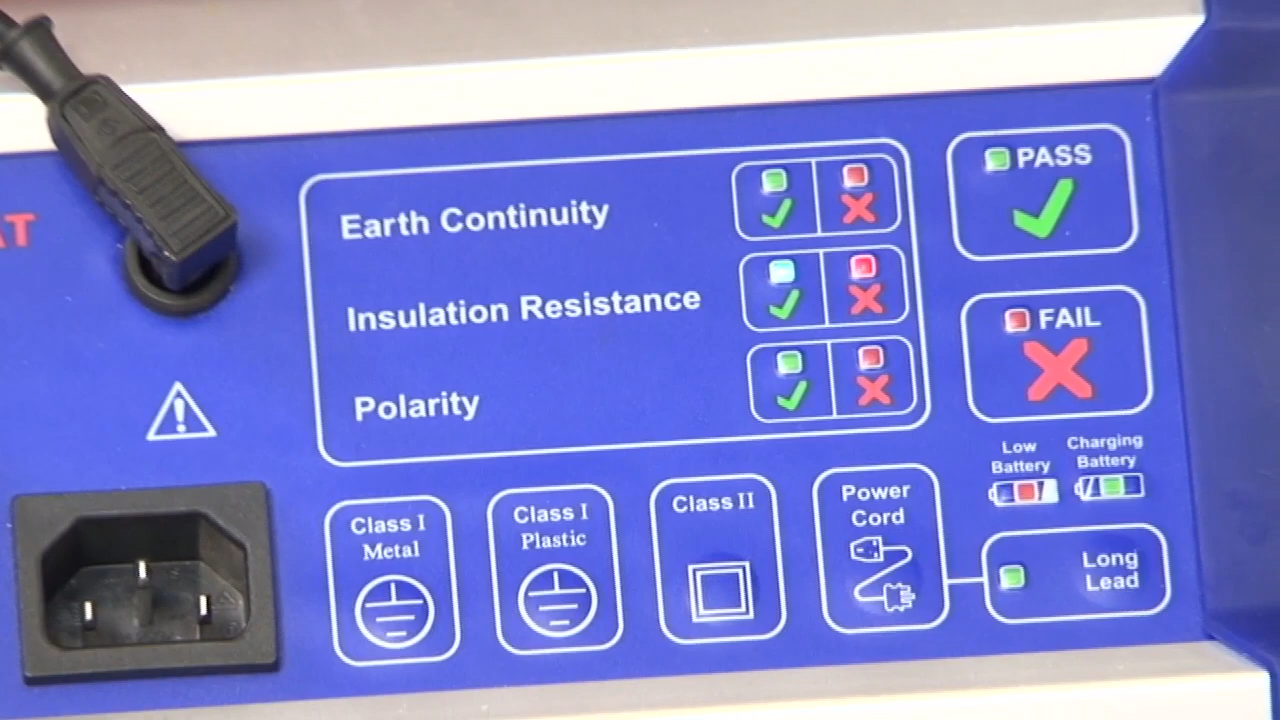 AT
Earth Continuity
Insulation Resistance
Polarity
PASS
FAIL
Low
Battery
Charging
Battery
Class I
Metal
Class I
Plastic
Class II
Power
Cord
Long
Lead